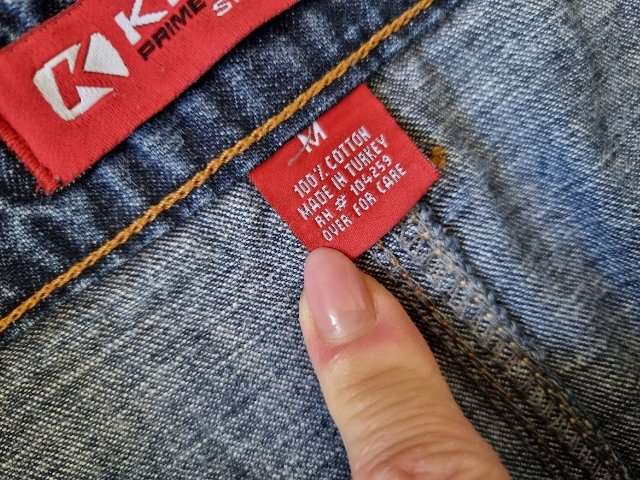 K
PRIME
M
100% COTTON
MADE IN TURKEY
RN # 104259
OVER FOR CARE